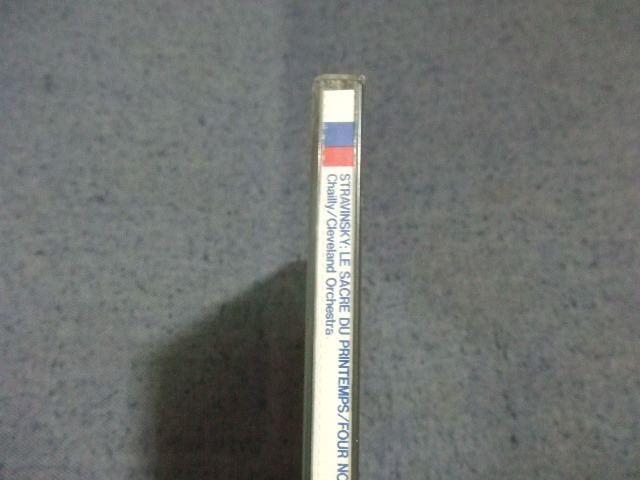 STRAVINSKY: LE SACRE DU PRINTEMPS/FOUR NO
Chailly/Cleveland Orchestra